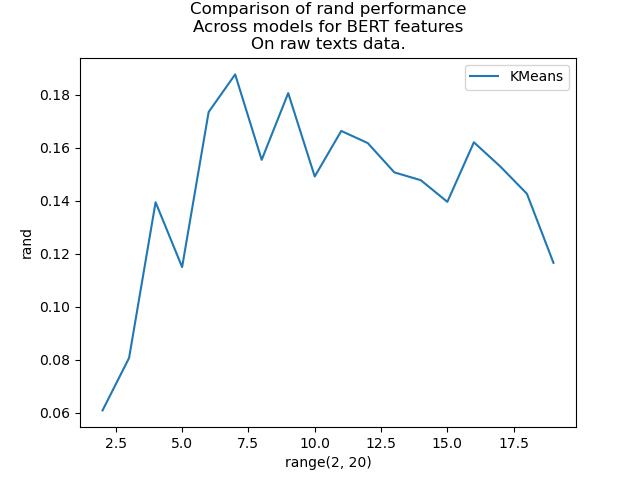 Comparison of rand performance
Across models for BERT features
On raw texts data.
KMeans
0.18
0.16
0.14
0.12
0.10
0.08
0.06
rand
2.5 5.0 7.5 10.0 12.5 15.0 17.5
range(2, 20)